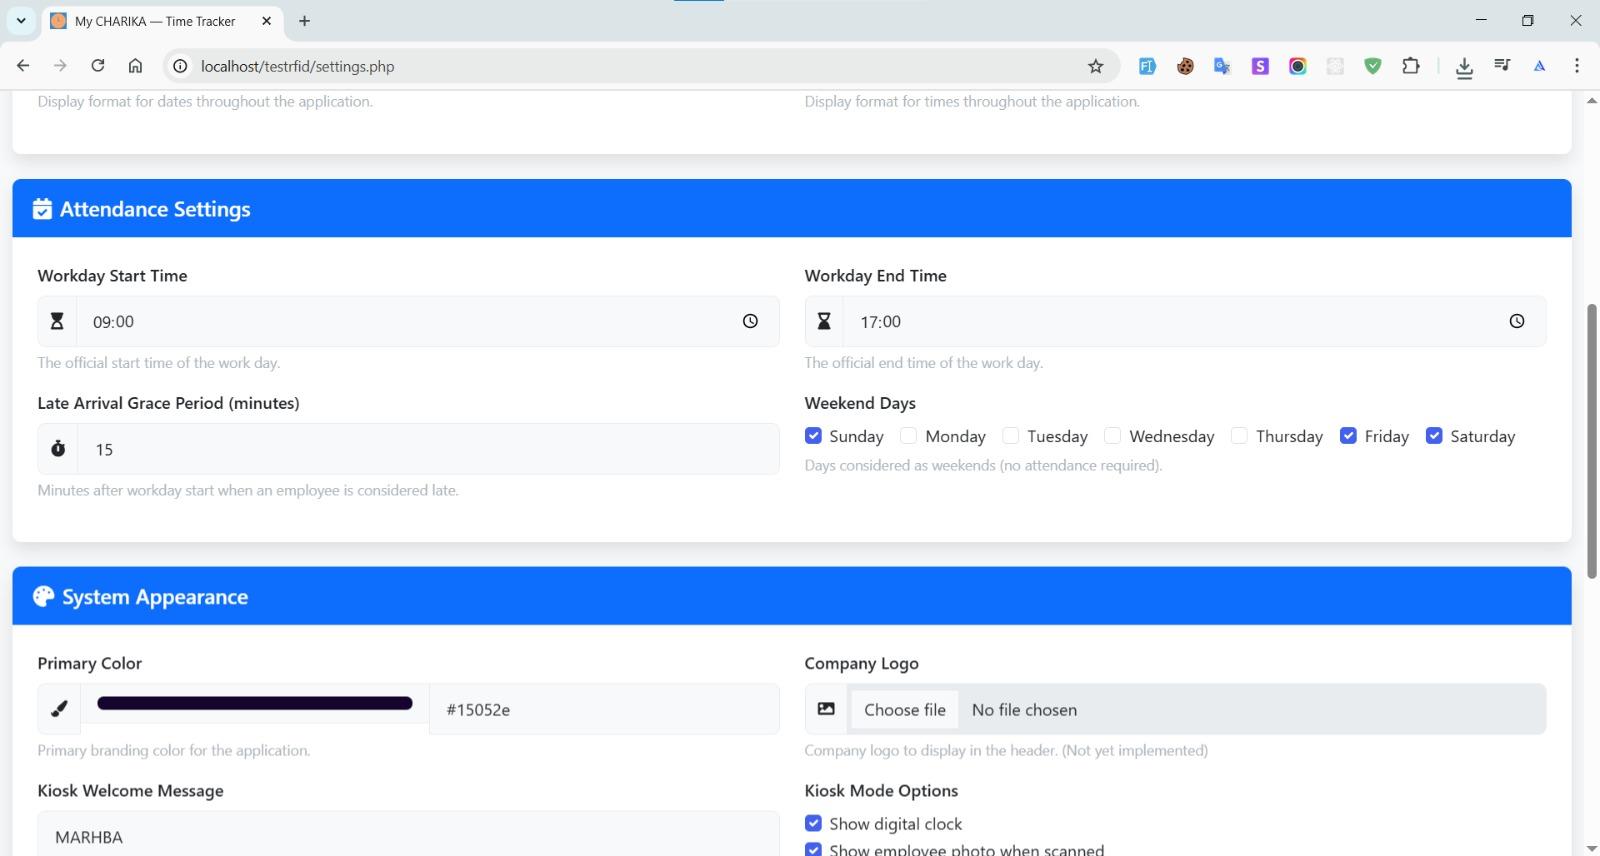 My CHARIKA — Time Tracker
localhost/testrfid/settings.php
Display format for dates throughout the application.
Display format for times throughout the application.
Attendance Settings
Workday Start Time
Workday End Time
09:00
17:00
The official start time of the work day.
The official end time of the work day.
Late Arrival Grace Period (minutes)
Weekend Days
15
Sunday Monday Tuesday Wednesday Thursday Friday Saturday
Days considered as weekends (no attendance required).
Minutes after workday start when an employee is considered late.
System Appearance
Primary Color
Company Logo
#15052e
Choose file No file chosen
Primary branding color for the application.
Company logo to display in the header. (Not yet implemented)
Kiosk Welcome Message
Kiosk Mode Options
MARHBA
Show digital clock
Show employee photo when scanned